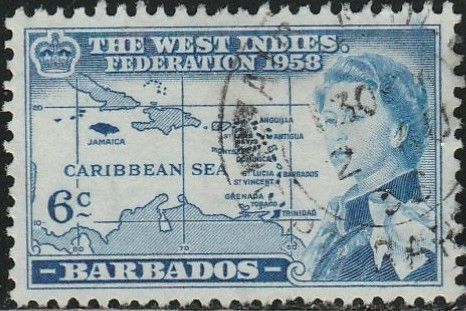 THE WEST INDIES.
FEDERATION 1958
ANGUILLA
ANTIGUA
JAMAICA
CARIBBEAN SEA
ST LUCIA BARBADOS
ST VINCENT
6c
GRENADA
TOBAGO
TRINIDAD
70
BARBADOS